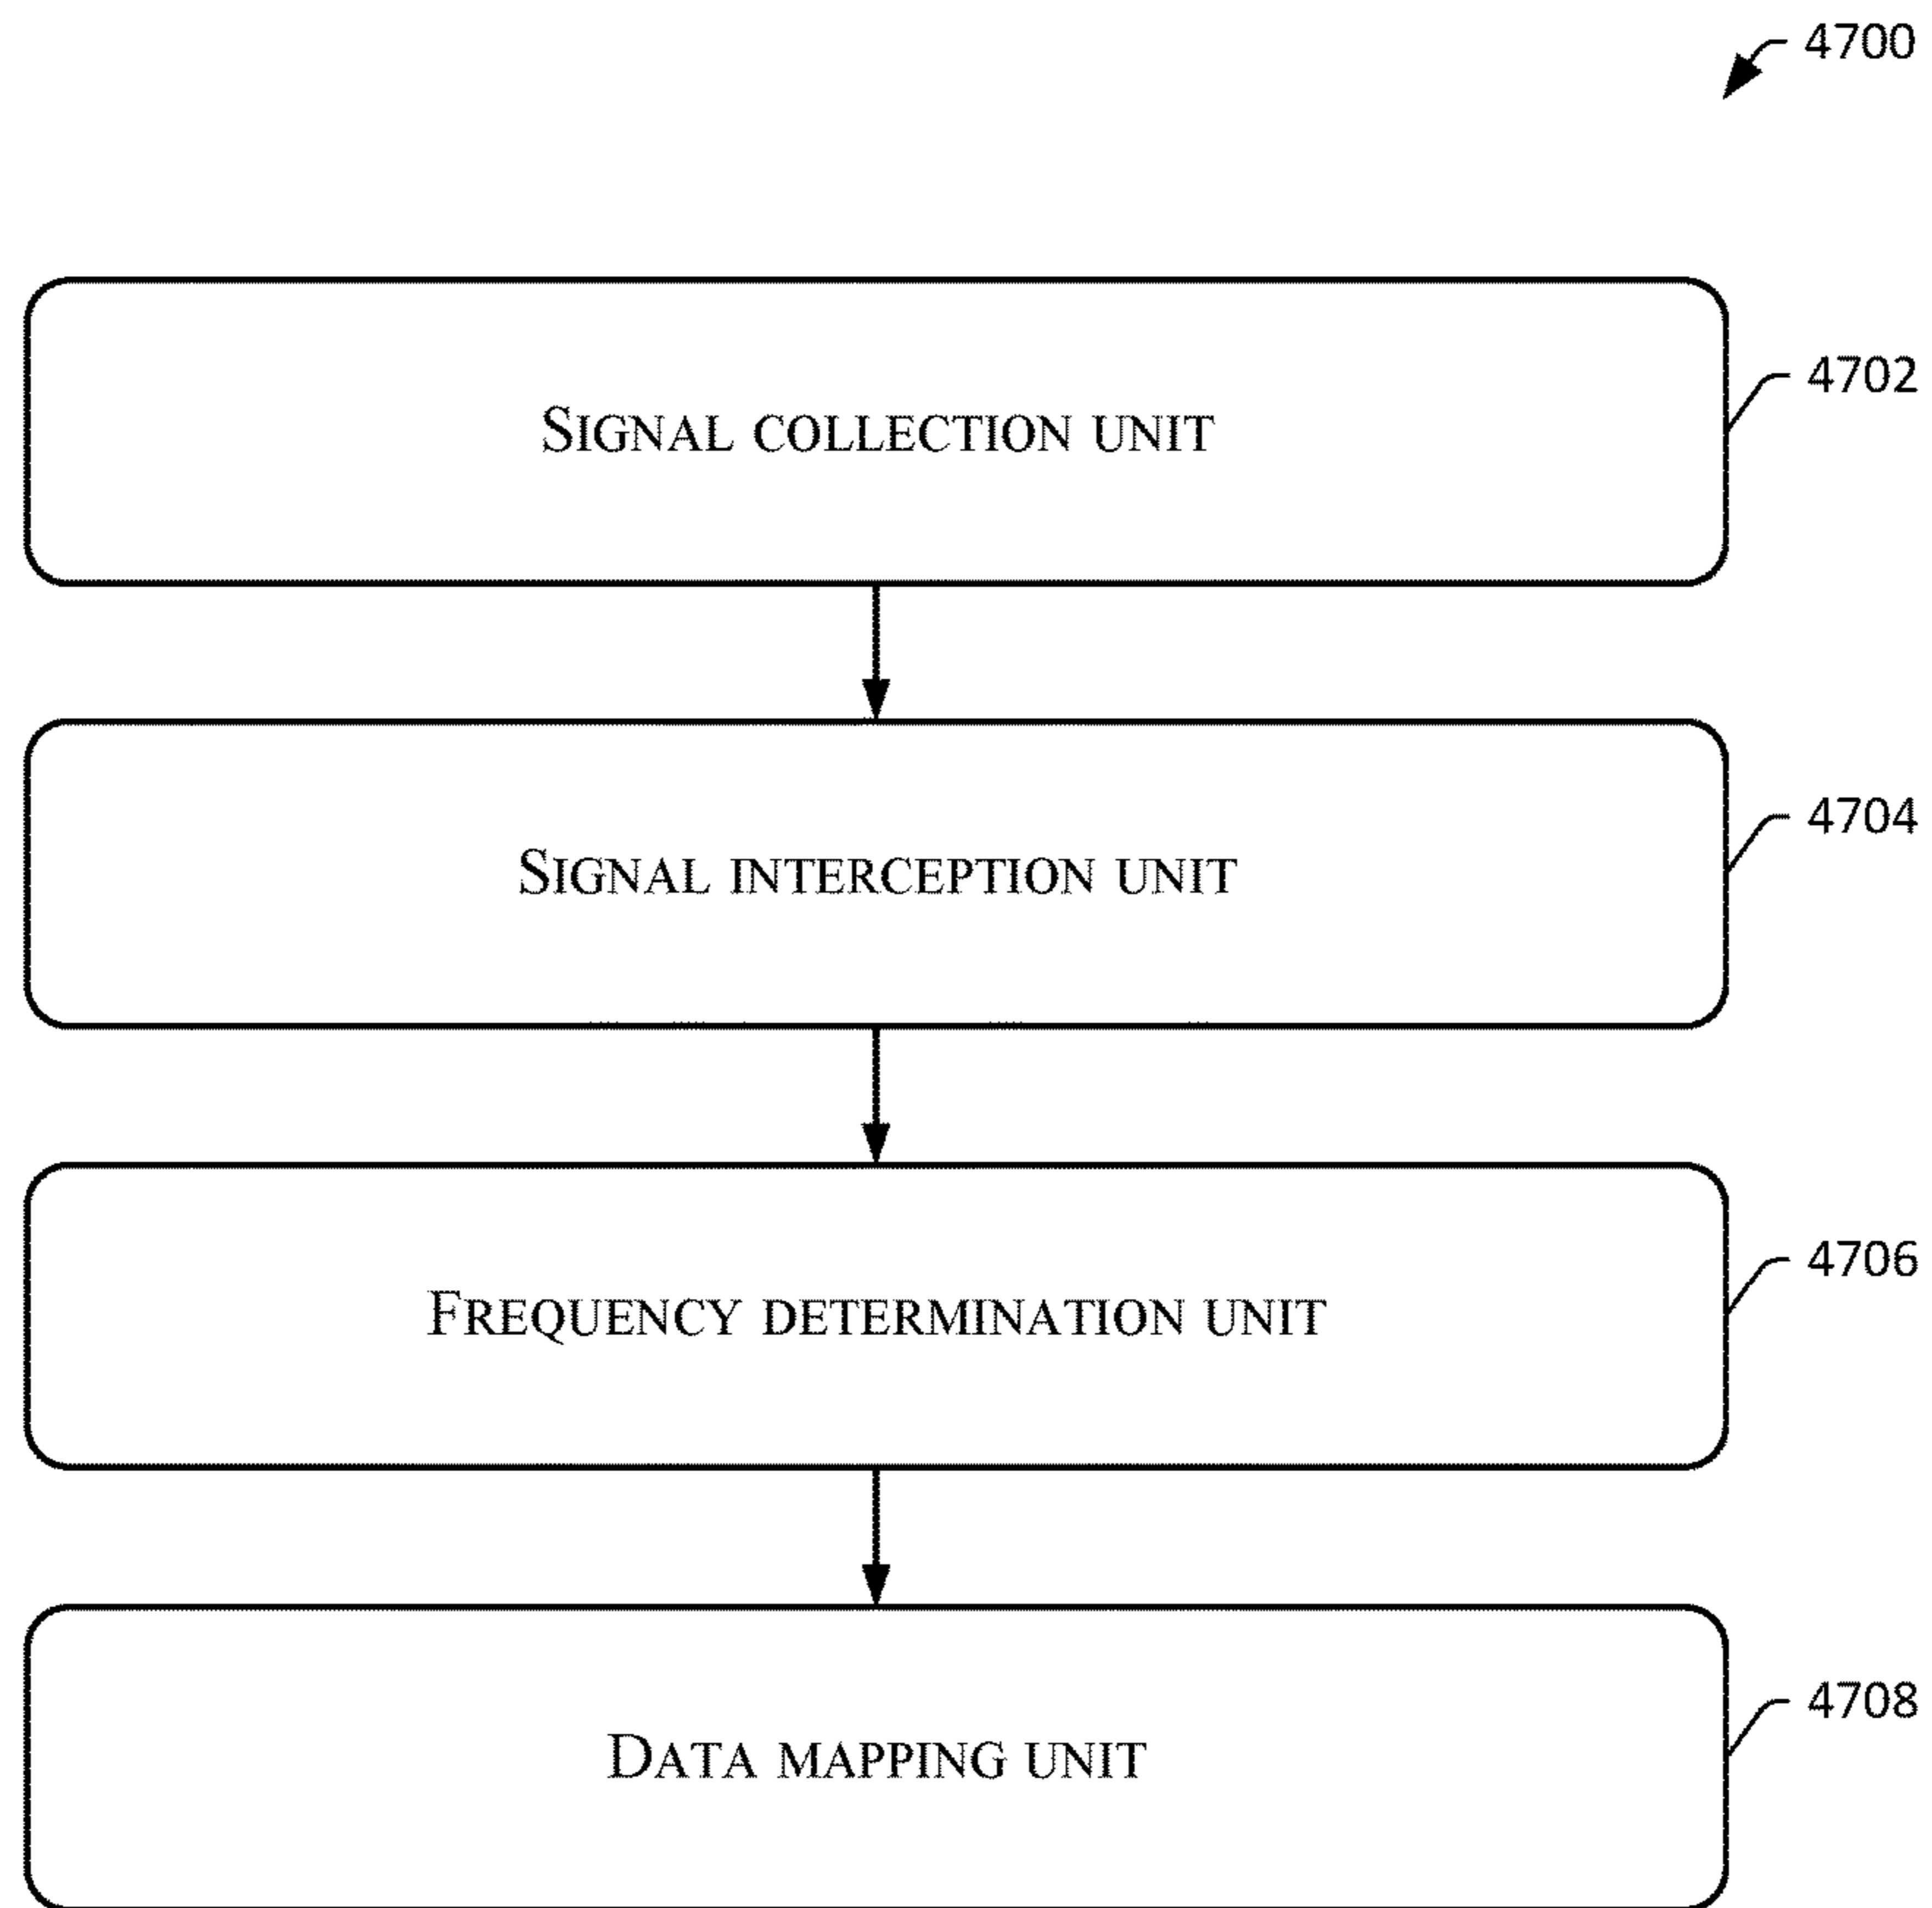 4700
SIGNAL COLLECTION UNIT
4702
SIGNAL INTERCEPTION UNIT
4704
FREQUENCY DETERMINATION UNIT
4706
DATA MAPPING UNIT
4708